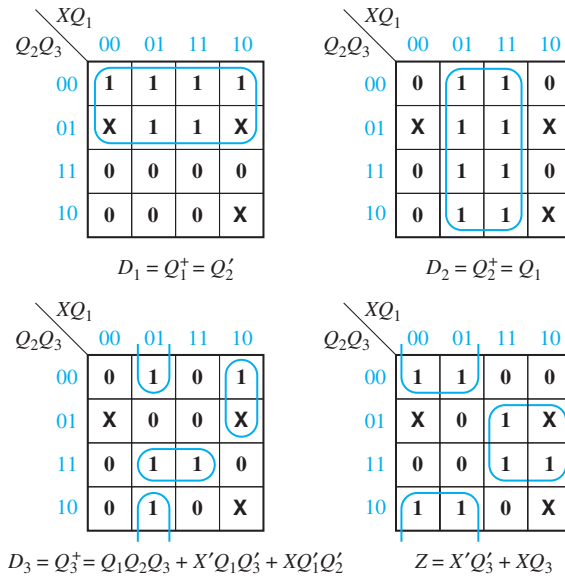 XQ₁
Q₂Q₃ 00 01 11 10
00 1 1 1 1
01 X 1 1 X
11 0 0 0 0
10 0 0 0 X
D₁ = Q₁⁺ = Q₂′
XQ₁
Q₂Q₃ 00 01 11 10
00 0 1 1 0
01 X 1 1 X
11 0 1 1 0
10 0 1 1 X
D₂ = Q₂⁺ = Q₁
XQ₁
Q₂Q₃ 00 01 11 10
00 0 1 0 1
01 X 0 0 X
11 0 1 1 0
10 0 1 0 X
D₃ = Q₃⁺ = Q₁Q₂Q₃ + X′Q₁Q₃′ + XQ₁′Q₂′
XQ₁
Q₂Q₃ 00 01 11 10
00 1 1 0 0
01 X 0 1 X
11 0 0 1 1
10 1 1 0 X
Z = X′Q₃′ + XQ₃